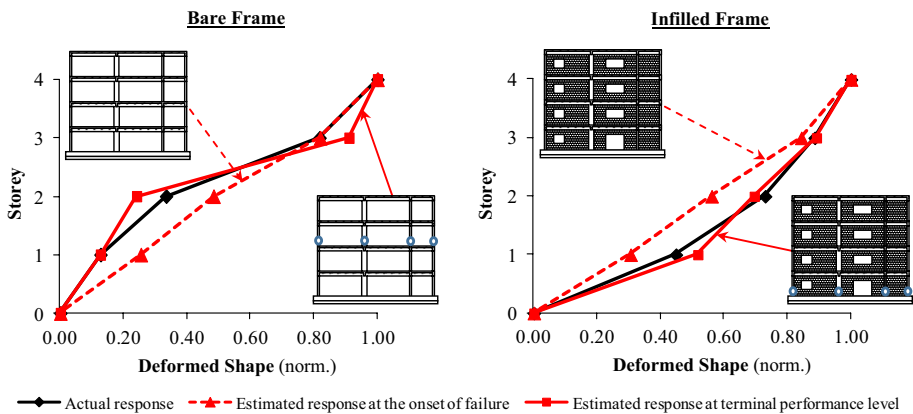 Bare Frame
Infilled Frame
Storey
4
3
2
1
0
0.00 0.20 0.40 0.60 0.80 1.00
Deformed Shape (norm.)
Storey
4
3
2
1
0
0.00 0.20 0.40 0.60 0.80 1.00
Deformed Shape (norm.)
Actual response
Estimated response at the onset of failure
Estimated response at terminal performance level